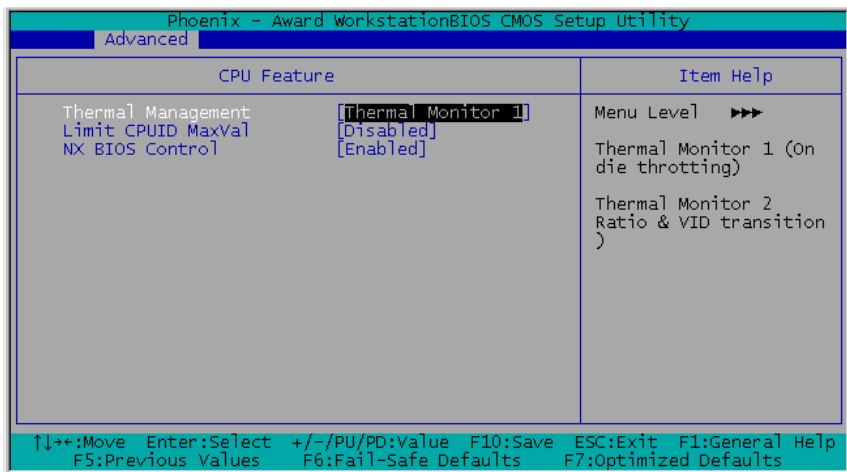 Phoenix - Award WorkstationBIOS CMOS Setup Utility
Advanced
CPU Feature
Item Help
Thermal Management [Thermal Monitor 1]
Limit CPUID MaxVal [Disabled]
NX BIOS Control [Enabled]
Menu Level ▶▶▶
Thermal Monitor 1 (On
die throtting)
Thermal Monitor 2
Ratio & VID transition
)
↑↓→←:Move Enter:Select +/-/PU/PD:Value F10:Save ESC:Exit F1:General Help
F5:Previous Values F6:Fail-Safe Defaults F7:Optimized Defaults